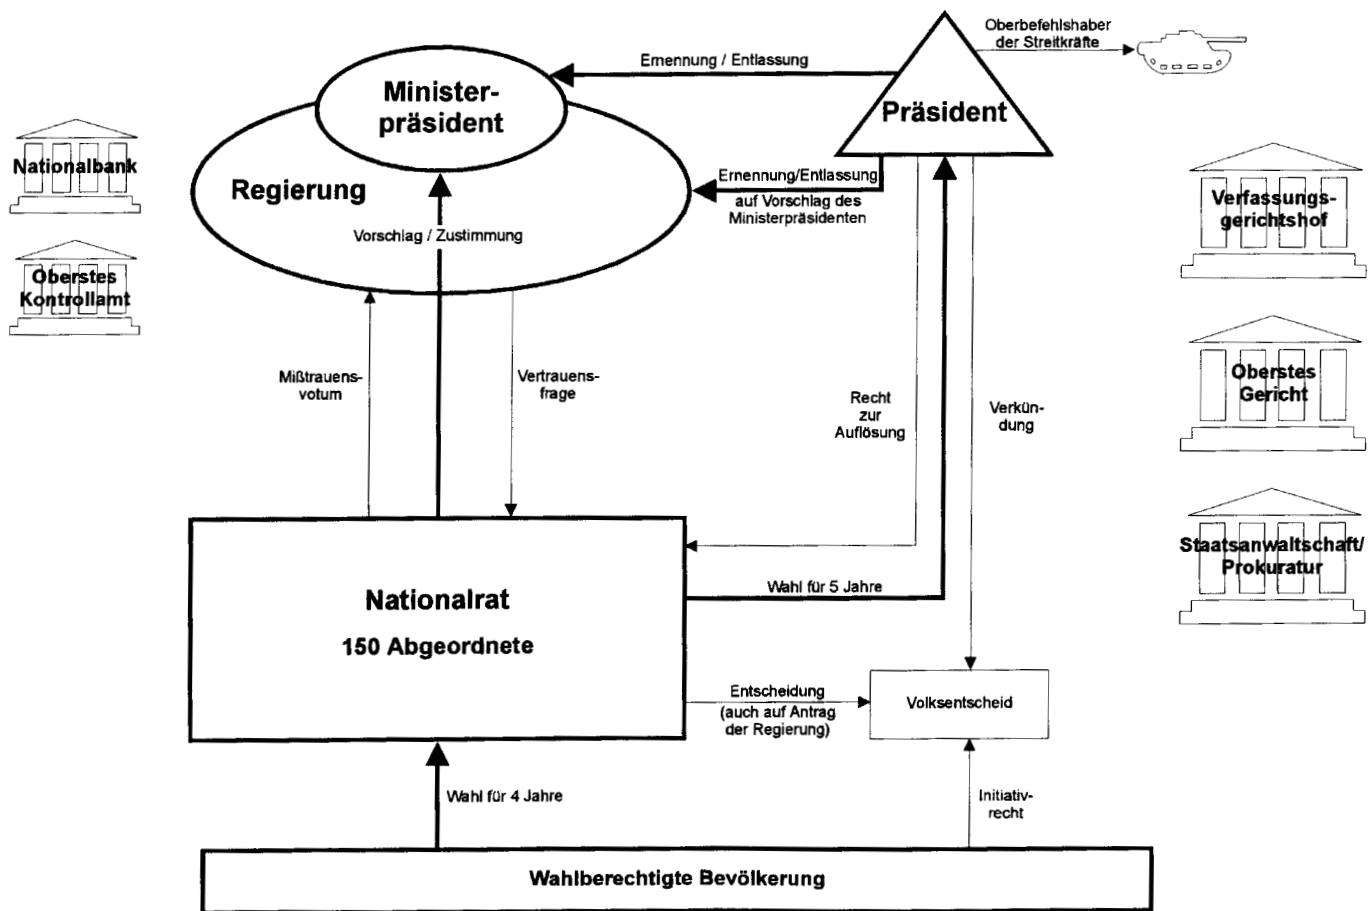 Oberbefehlshaber
der Streitkräfte
Ernennung / Entlassung
Minister-
präsident
Präsident
Nationalbank
Regierung
Ernennung/Entlassung
auf Vorschlag des
Ministerpräsidenten
Verfassungs-
gerichtshof
Vorschlag / Zustimmung
Oberstes
Kontrollamt
Mißtrauens-
votum
Vertrauens-
frage
Recht
zur
Auflösung
Verkün-
dung
Oberstes
Gericht
Staatsanwaltschaft/
Prokuratur
Nationalrat
150 Abgeordnete
Wahl für 5 Jahre
Entscheidung
(auch auf Antrag
der Regierung)
Volksentscheid
Wahl für 4 Jahre
Initiativ-
recht
Wahlberechtigte Bevölkerung